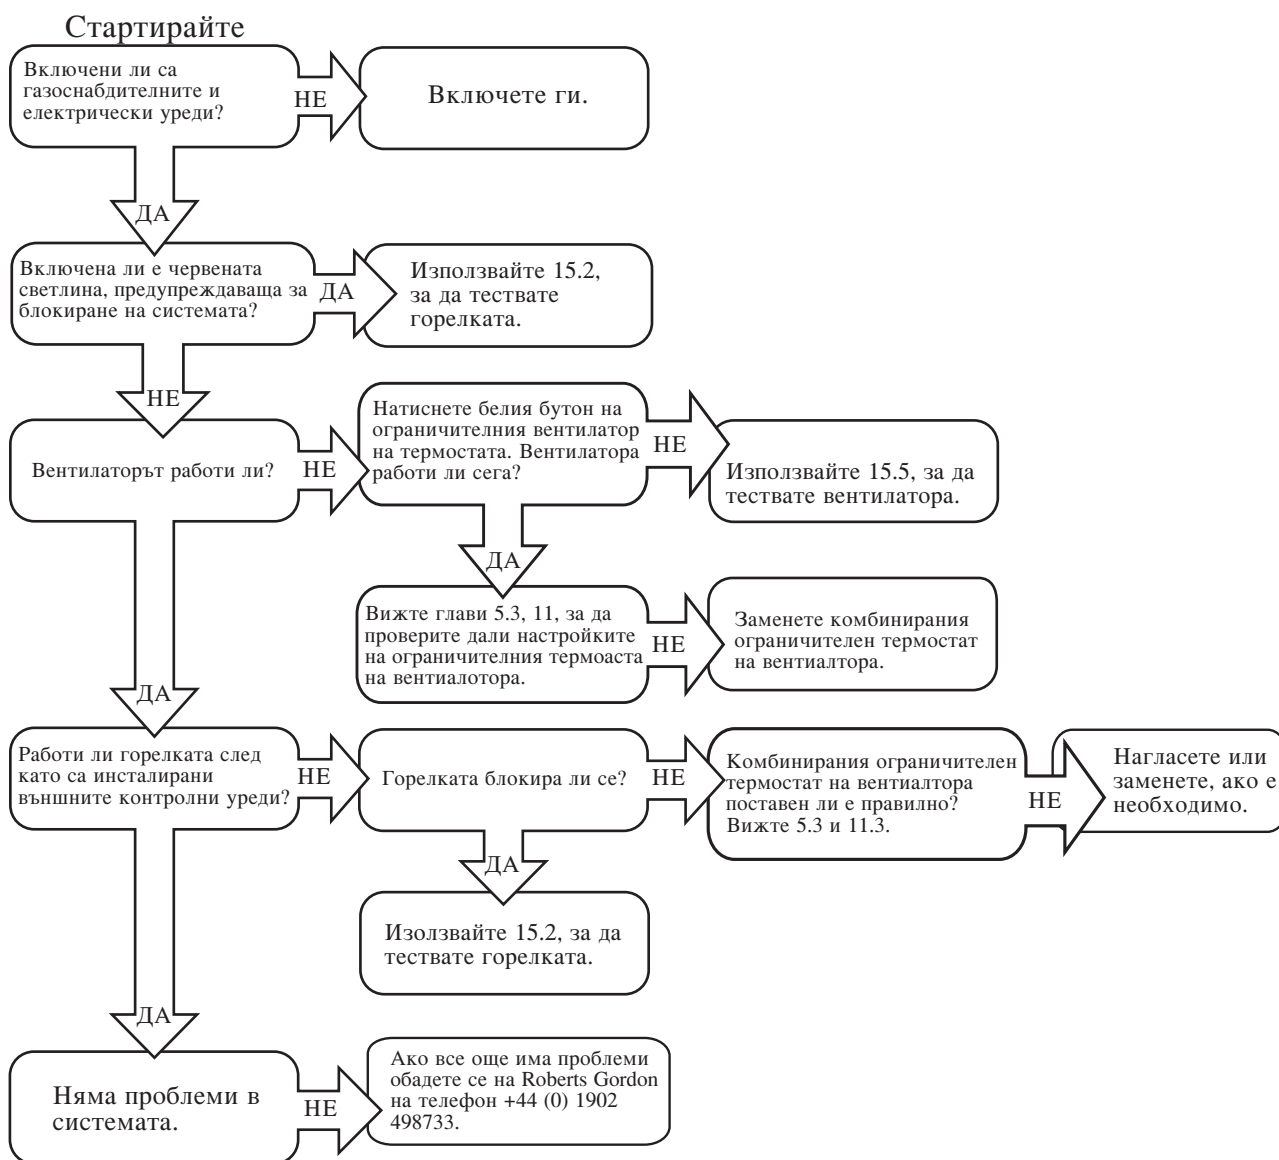 Стартирайте
Включени ли са
газоснабдителните и
електрически уреди?
НЕ
Включете ги.
ДА
Включена ли е червената
светлина, предупреждаваща за
блокиране на системата?
ДА
Използвайте 15.2,
за да тествате
горелката.
НЕ
Вентилаторът работи ли?
НЕ
Натиснете белия бутон на
ограничителния вентилатор
на термостата. Вентилатора
работи ли сега?
НЕ
Използвайте 15.5, за да
тествате вентилатора.
ДА
Вижте глави 5.3, 11, за да
проверите дали настройките
на ограничителния термоаста
на вентиалотора.
НЕ
Заменете комбинирания
ограничителен термостат
на вентиалтора.
ДА
Работи ли горелката след
като са инсталирани
външните контролни уреди?
НЕ
Горелката блокира ли се?
НЕ
Комбинирания ограничителен
термостат на вентиалтора
поставен ли е правилно?
Вижте 5.3 и 11.3.
НЕ
Нагласете или
заменете, ако е
необходимо.
ДА
Изолзвайте 15.2, за да
тествате горелката.
ДА
Няма проблеми в
системата.
НЕ
Ако все още има проблеми
обадете се на Roberts Gordon
на телефон +44 (0) 1902
498733.